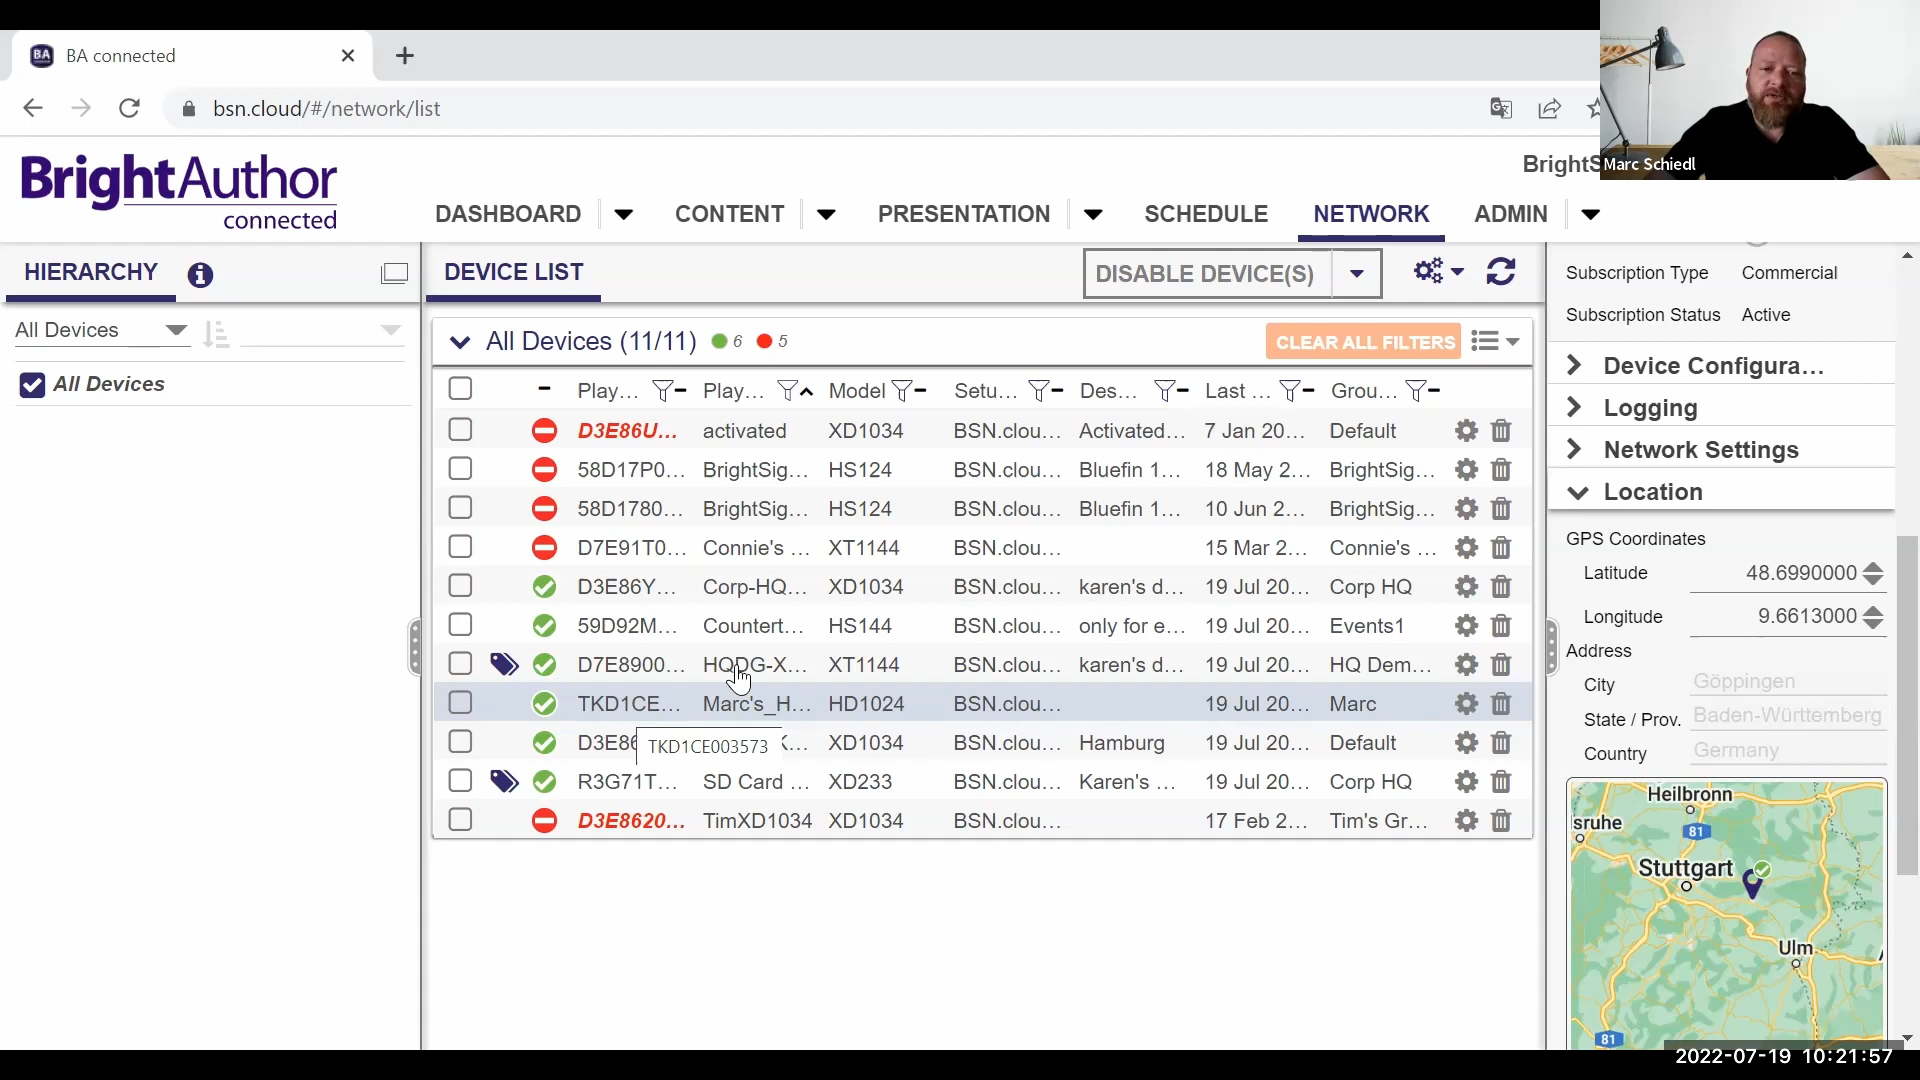 BA connected
bsn.cloud/#/network/list
BrightAuthor
connected
BrightS
Marc Schiedl
DASHBOARD
CONTENT
PRESENTATION
SCHEDULE
NETWORK
ADMIN
HIERARCHY
DEVICE LIST
DISABLE DEVICE(S)
All Devices
All Devices
All Devices (11/11) 6 5
CLEAR ALL FILTERS
Play... Play... Model Setu... Des... Last ... Grou...
D3E86U... activated XD1034 BSN.clou... Activated... 7 Jan 20... Default
58D17P0... BrightSig... HS124 BSN.clou... Bluefin 1... 18 May 2... BrightSig...
58D1780... BrightSig... HS124 BSN.clou... Bluefin 1... 10 Jun 2... BrightSig...
D7E91T0... Connie's ... XT1144 BSN.clou... 15 Mar 2... Connie's ...
D3E86Y... Corp-HQ... XD1034 BSN.clou... karen's d... 19 Jul 20... Corp HQ
59D92M... Countert... HS144 BSN.clou... only for e... 19 Jul 20... Events1
D7E8900... HQDG-X... XT1144 BSN.clou... karen's d... 19 Jul 20... HQ Dem...
TKD1CE... Marc's_H... HD1024 BSN.clou... 19 Jul 20... Marc
D3E86 XD1034 BSN.clou... Hamburg 19 Jul 20... Default
TKD1CE003573
R3G71T... SD Card ... XD233 BSN.clou... Karen's ... 19 Jul 20... Corp HQ
D3E8620... TimXD1034 XD1034 BSN.clou... 17 Feb 2... Tim's Gr...
Subscription Type Commercial
Subscription Status Active
Device Configura...
Logging
Network Settings
Location
GPS Coordinates
Latitude 48.6990000
Longitude 9.6613000
Address
City Göppingen
State / Prov. Baden-Württemberg
Country Germany
Heilbronn
sruhe
81
Stuttgart
Ulm
81
2022-07-19 10:21:57